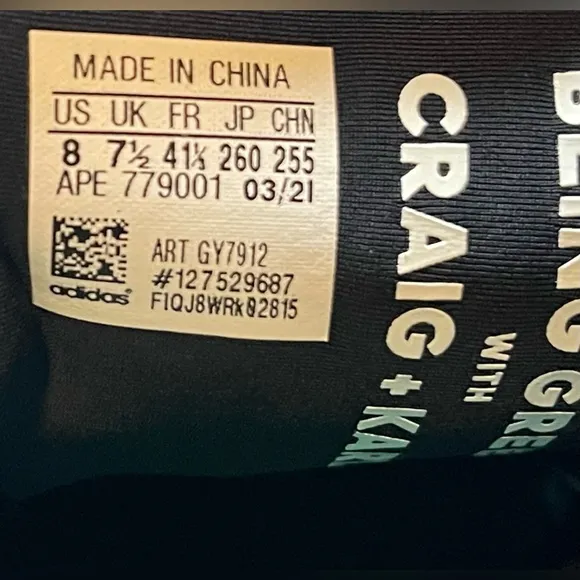 MADE IN CHINA
US UK FR JP CHN
8 7½ 41⅓ 260 255
APE 779001 03/21
ART GY7912
#127529687
adidas
CRAIG +
WITH